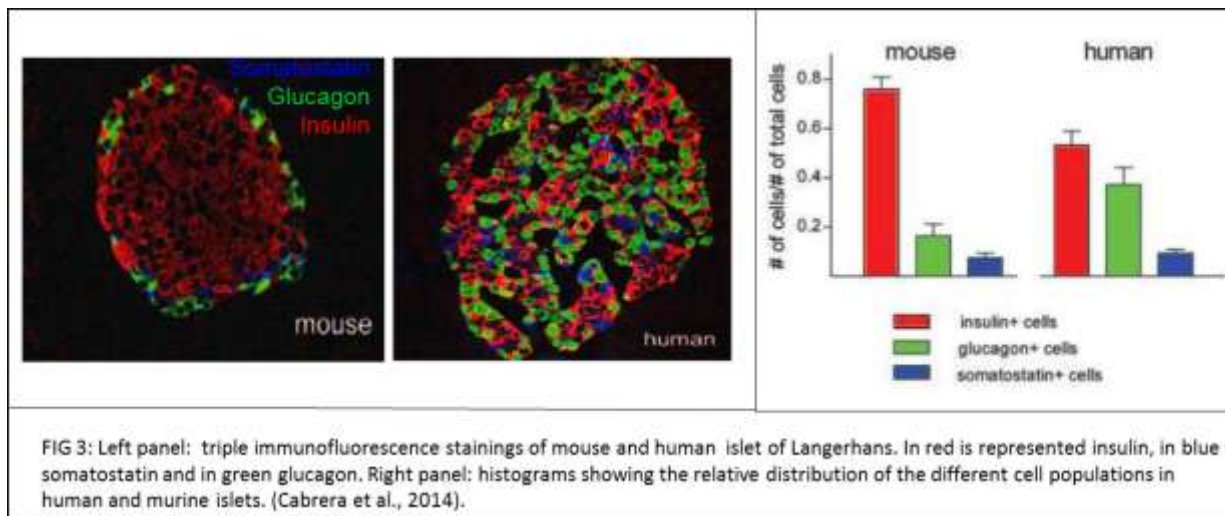 Somatostatin
Glucagon
Insulin
mouse
human
mouse
human
# of cells/# of total cells
0.8
0.6
0.4
0.2
insulin+ cells
glucagon+ cells
somatostatin+ cells
FIG 3: Left panel: triple immunofluorescence stainings of mouse and human islet of Langerhans. In red is represented insulin, in blue
somatostatin and in green glucagon. Right panel: histograms showing the relative distribution of the different cell populations in
human and murine islets. (Cabrera et al., 2014).